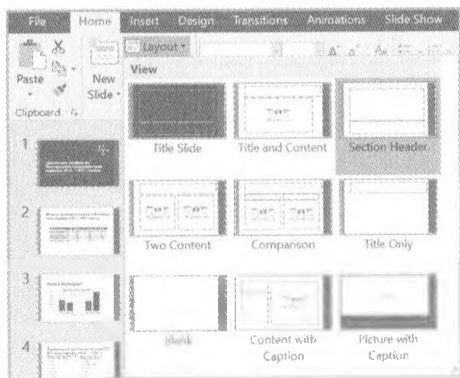 File Home Insert Design Transitions Animations Slide Show
Layout
Paste
New
Slide
Clipboard
View
Title Slide Title and Content Section Header
Two Content Comparison Title Only
Blank Content with
Caption
Picture with
Caption
1
2
3
4